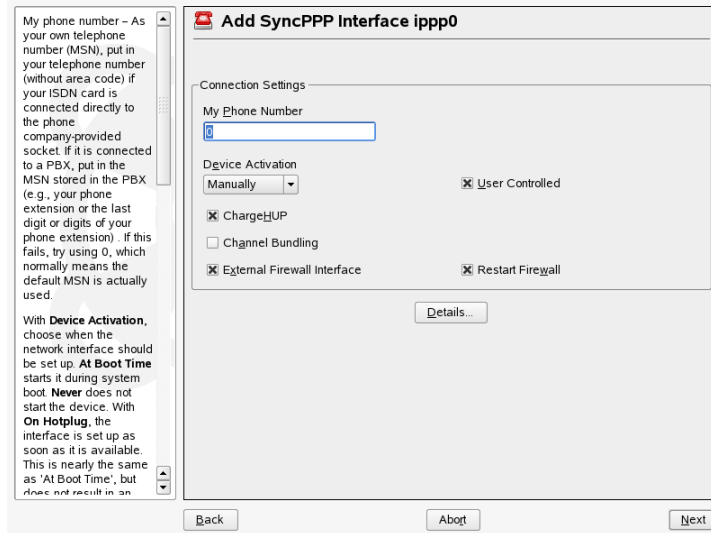 My phone number – As
your own telephone
number (MSN), put in
your telephone number
(without area code) if
your ISDN card is
connected directly to
the phone
company-provided
socket. If it is connected
to a PBX, put in the
MSN stored in the PBX
(e.g., your phone
extension or the last
digit or digits of your
phone extension) . If this
fails, try using 0, which
normally means the
default MSN is actually
used.
With Device Activation,
choose when the
network interface should
be set up. At Boot Time
starts it during system
boot. Never does not
start the device. With
On Hotplug, the
interface is set up as
soon as it is available.
This is nearly the same
as 'At Boot Time', but
does not result in an
Add SyncPPP Interface ippp0
Connection Settings
My Phone Number
0
Device Activation
Manually
User Controlled
ChargeHUP
Channel Bundling
External Firewall Interface
Restart Firewall
Details...
Back
Abort
Next